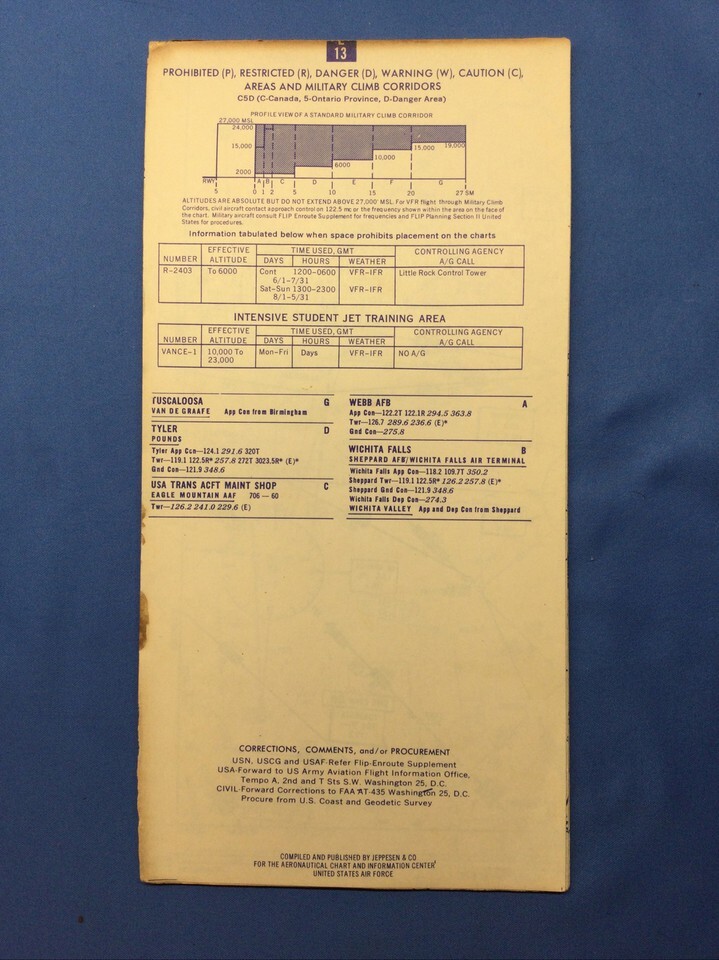 13
PROHIBITED (P), RESTRICTED (R), DANGER (D), WARNING (W), CAUTION (C),
AREAS AND MILITARY CLIMB CORRIDORS
C5D (C-Canada, 5-Ontario Province, D-Danger Area)
PROFILE VIEW OF A STANDARD MILITARY CLIMB CORRIDOR
27,000 MSL
24,000
15,000
2000
6000
10,000
15,000
19,000
A B C D E F G
RWY
5 0 1 2 5 10 15 20 27 SM
ALTITUDES ARE ABSOLUTE BUT DO NOT EXTEND ABOVE 27,000' MSL. For VFR flight through Military Climb
Corridors, civil aircraft contact approach control on 122.5 mc or the frequency shown within the area on the face of
the chart. Military aircraft consult FLIP Enroute Supplement for frequencies and FLIP Planning Section II United
States for procedures.
Information tabulated below when space prohibits placement on the charts
NUMBER EFFECTIVE ALTITUDE TIME USED, GMT CONTROLLING AGENCY A/G CALL
DAYS HOURS WEATHER
R-2403 To 6000 Cont 1200-0600 VFR-IFR Little Rock Control Tower
6/1-7/31
Sat-Sun 1300-2300 VFR-IFR
8/1-5/31
INTENSIVE STUDENT JET TRAINING AREA
NUMBER EFFECTIVE ALTITUDE TIME USED, GMT CONTROLLING AGENCY A/G CALL
DAYS HOURS WEATHER
VANCE-1 10,000 To Mon-Fri Days VFR-IFR NO A/G
23,000
TUSCALOOSA G
VAN DE GRAAFE App Con from Birmingham
TYLER D
POUNDS
Tyler App Con—124.1 291.6 320T
Twr—119.1 122.5R* 257.8 272T 3023.5R* (E)*
Gnd Con—121.9 348.6
USA TRANS ACFT MAINT SHOP C
EAGLE MOUNTAIN AAF 706 — 60
Twr—126.2 241.0 229.6 (E)
WEBB AFB A
App Con—122.2T 122.1R 294.5 363.8
Twr—126.7 289.6 236.6 (E)*
Gnd Con—275.8
WICHITA FALLS B
SHEPPARD AFB/WICHITA FALLS AIR TERMINAL
Wichita Falls App Con—118.2 109.7T 350.2
Sheppard Twr—119.1 122.5R* 126.2 257.8 (E)*
Sheppard Gnd Con—121.9 348.6
Wichita Falls Dep Con—274.3
WICHITA VALLEY App and Dep Con from Sheppard
CORRECTIONS, COMMENTS, and/or PROCUREMENT
USN, USCG and USAF-Refer Flip-Enroute Supplement
USA-Forward to US Army Aviation Flight Information Office,
Tempo A, 2nd and T Sts S.W. Washington 25, D.C.
CIVIL-Forward Corrections to FAA AT-435 Washington 25, D.C.
Procure from U.S. Coast and Geodetic Survey
COMPILED AND PUBLISHED BY JEPPESEN & CO
FOR THE AERONAUTICAL CHART AND INFORMATION CENTER
UNITED STATES AIR FORCE